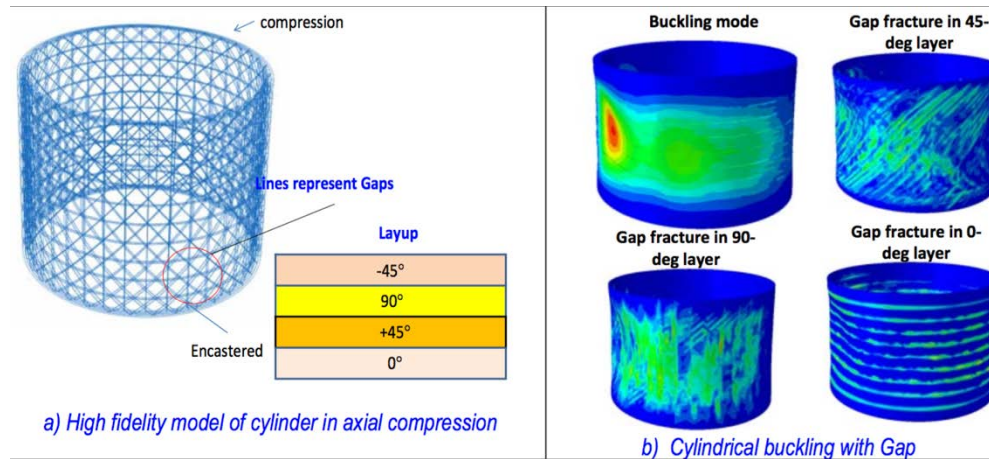 compression
Lines represent Gaps
Layup
-45°
90°
+45°
0°
Encastered
a) High fidelity model of cylinder in axial compression
Buckling mode
Gap fracture in 45-
deg layer
Gap fracture in 90-
deg layer
Gap fracture in 0-
deg layer
b) Cylindrical buckling with Gap